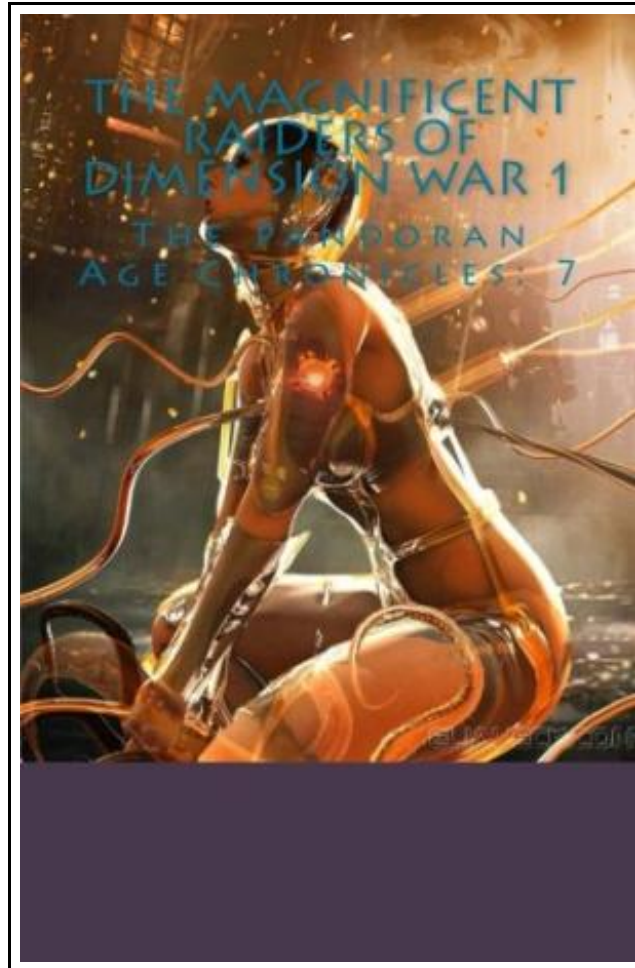 THE MAGNIFICENT
RAIDERS OF
DIMENSION WAR 1
THE PANDORAN
AGE CHRONICLES: 7